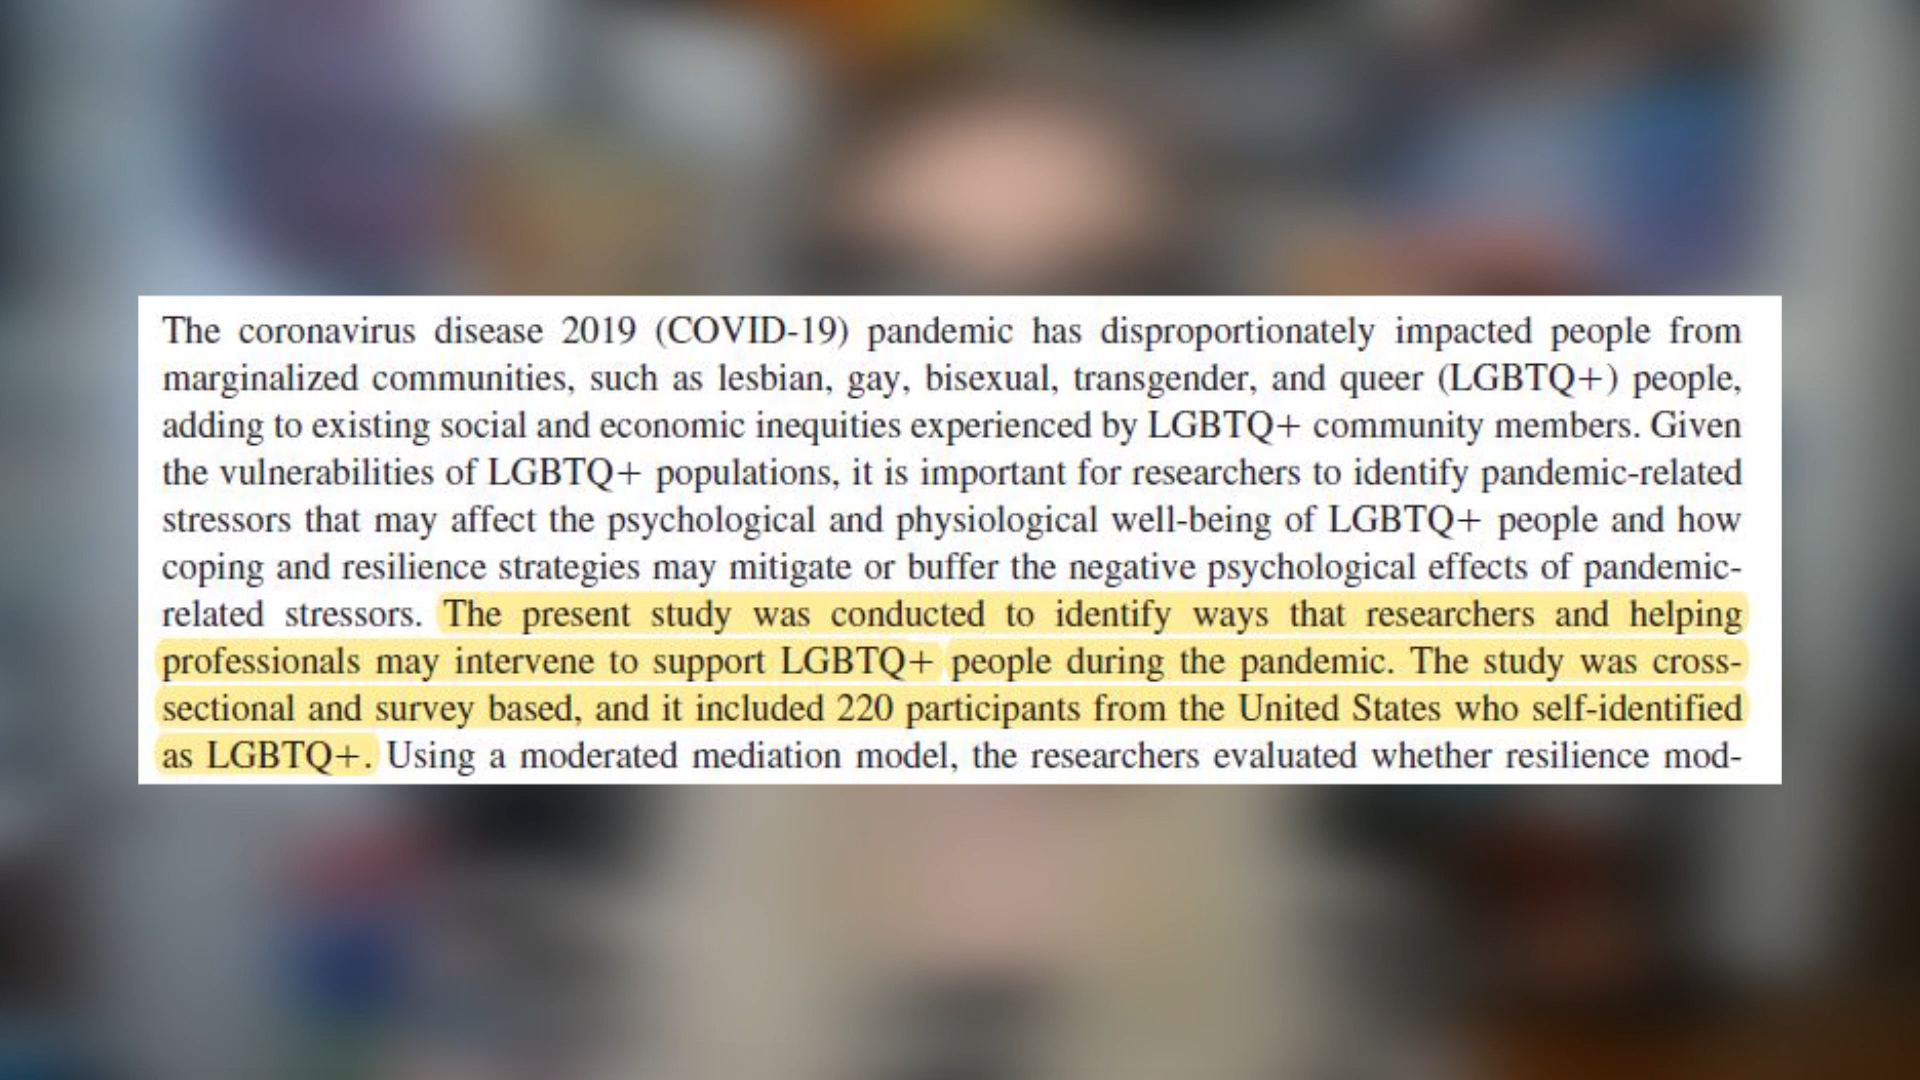 The coronavirus disease 2019 (COVID-19) pandemic has disproportionately impacted people from
marginalized communities, such as lesbian, gay, bisexual, transgender, and queer (LGBTQ+) people,
adding to existing social and economic inequities experienced by LGBTQ+ community members. Given
the vulnerabilities of LGBTQ+ populations, it is important for researchers to identify pandemic-related
stressors that may affect the psychological and physiological well-being of LGBTQ+ people and how
coping and resilience strategies may mitigate or buffer the negative psychological effects of pandemic-
related stressors. The present study was conducted to identify ways that researchers and helping
professionals may intervene to support LGBTQ+ people during the pandemic. The study was cross-
sectional and survey based, and it included 220 participants from the United States who self-identified
as LGBTQ+. Using a moderated mediation model, the researchers evaluated whether resilience mod-